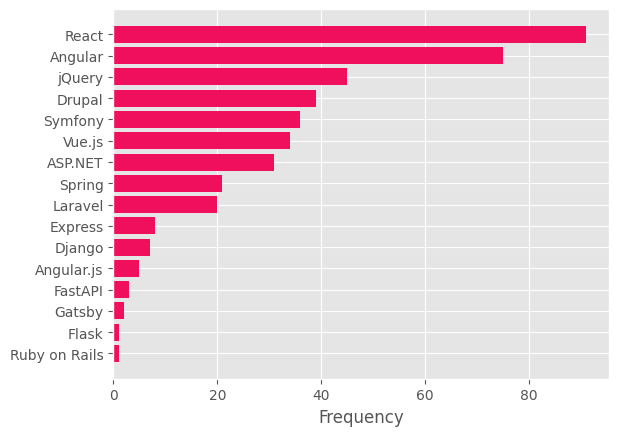 React
Angular
jQuery
Drupal
Symfony
Vue.js
ASP.NET
Spring
Laravel
Express
Django
Angular.js
FastAPI
Gatsby
Flask
Ruby on Rails
0 20 40 60 80
Frequency